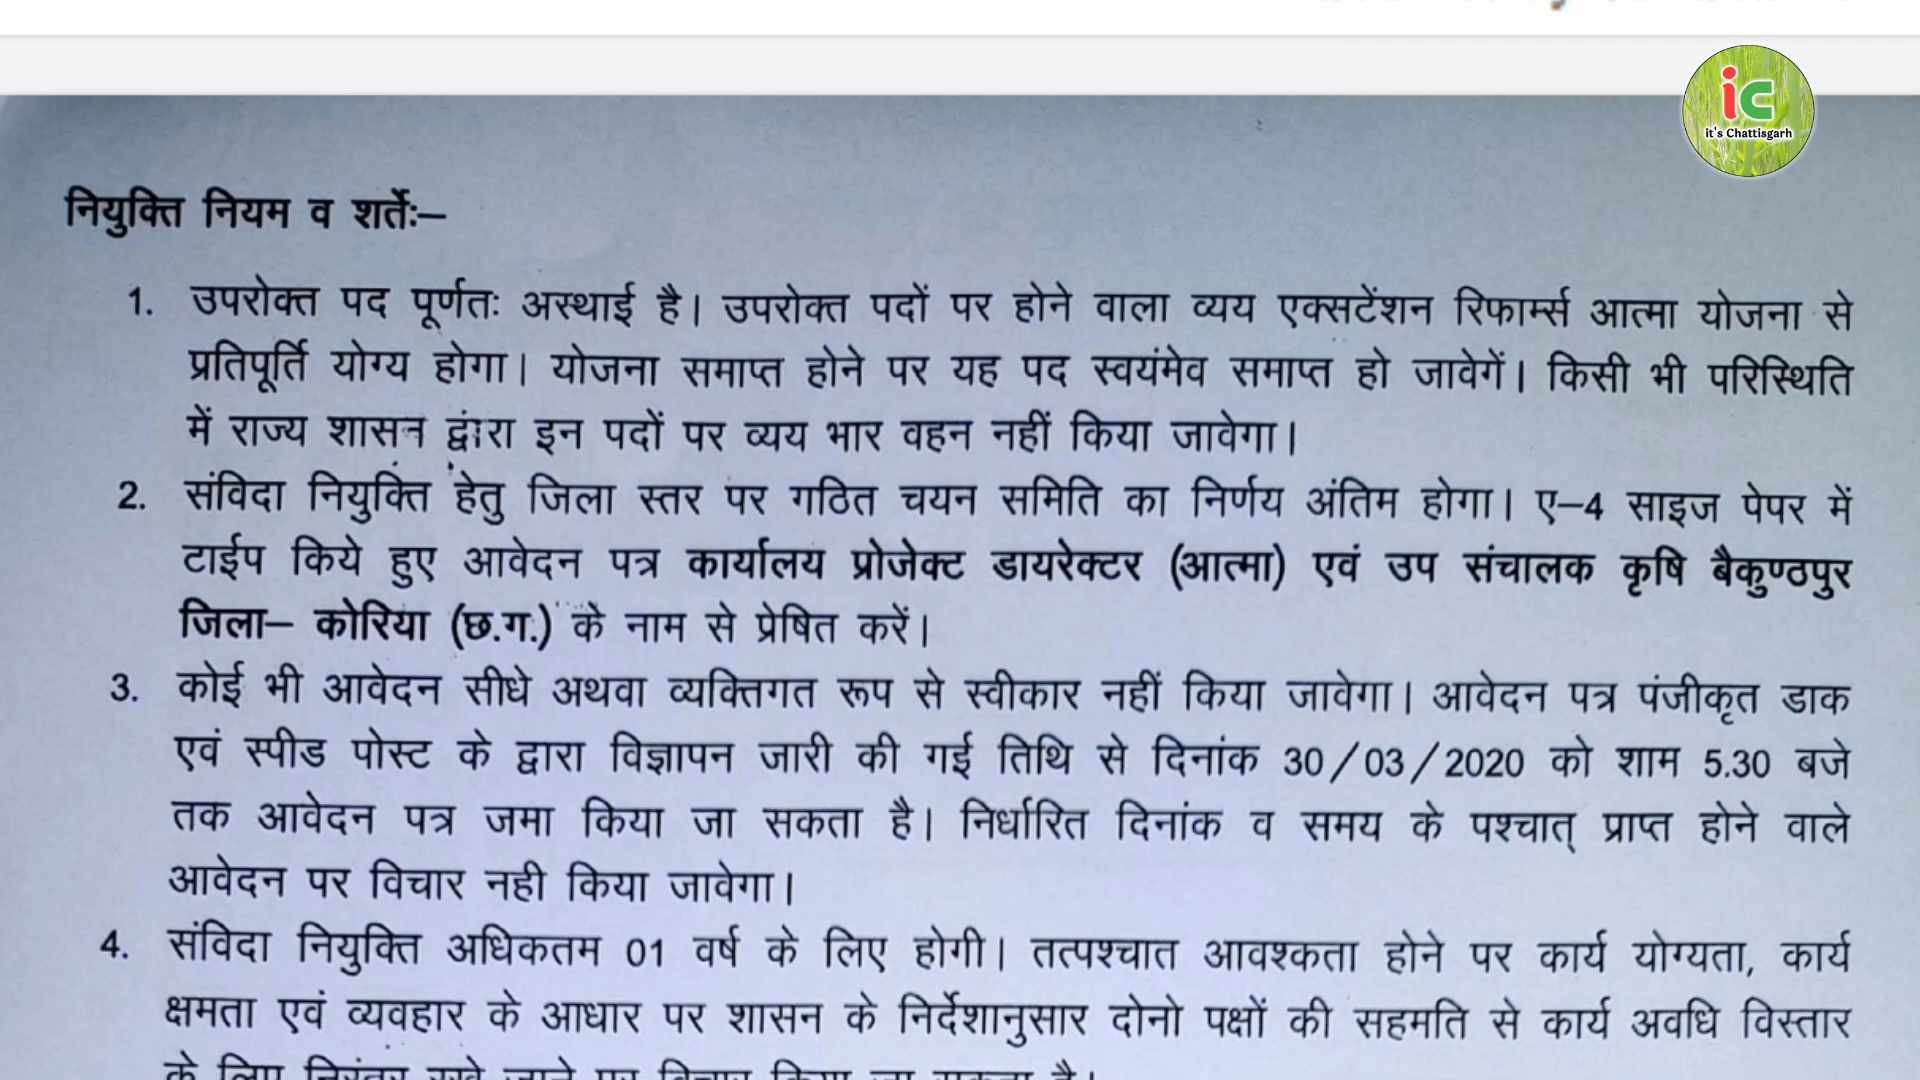 ic
it's Chattisgarh
नियुक्ति नियम व शर्तेः–
1. उपरोक्त पद पूर्णतः अस्थाई है। उपरोक्त पदों पर होने वाला व्यय एक्सटेंशन रिफार्म्स आत्मा योजना से
प्रतिपूर्ति योग्य होगा। योजना समाप्त होने पर यह पद स्वयंमेव समाप्त हो जावेगें। किसी भी परिस्थिति
में राज्य शासन द्वारा इन पदों पर व्यय भार वहन नहीं किया जावेगा।
2. संविदा नियुक्ति हेतु जिला स्तर पर गठित चयन समिति का निर्णय अंतिम होगा। ए–4 साइज पेपर में
टाईप किये हुए आवेदन पत्र कार्यालय प्रोजेक्ट डायरेक्टर (आत्मा) एवं उप संचालक कृषि बैकुण्ठपुर
जिला– कोरिया (छ.ग.) के नाम से प्रेषित करें।
3. कोई भी आवेदन सीधे अथवा व्यक्तिगत रूप से स्वीकार नहीं किया जावेगा। आवेदन पत्र पंजीकृत डाक
एवं स्पीड पोस्ट के द्वारा विज्ञापन जारी की गई तिथि से दिनांक 30/03/2020 को शाम 5.30 बजे
तक आवेदन पत्र जमा किया जा सकता है। निर्धारित दिनांक व समय के पश्चात् प्राप्त होने वाले
आवेदन पर विचार नही किया जावेगा।
4. संविदा नियुक्ति अधिकतम 01 वर्ष के लिए होगी। तत्पश्चात आवश्कता होने पर कार्य योग्यता, कार्य
क्षमता एवं व्यवहार के आधार पर शासन के निर्देशानुसार दोनो पक्षों की सहमति से कार्य अवधि विस्तार
के लिए निरंतर रखे जाने पर विचार किया जा सकता है।